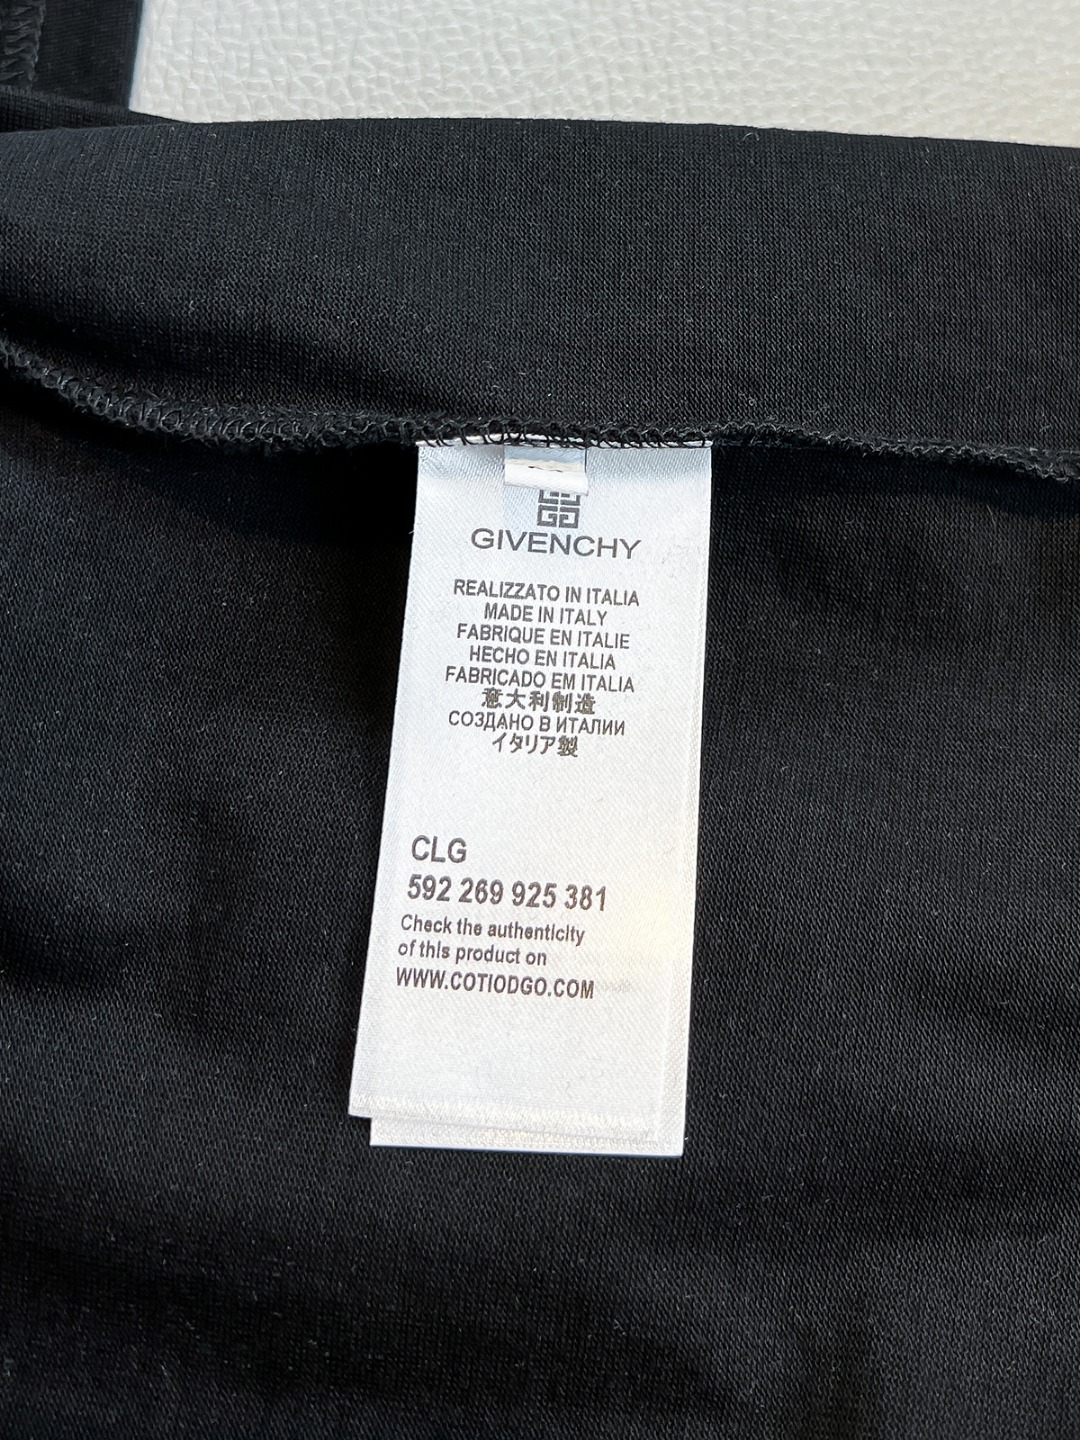 GIVENCHY
REALIZZATO IN ITALIA
MADE IN ITALY
FABRIQUE EN ITALIE
HECHO EN ITALIA
FABRICADO EM ITALIA
意大利制造
СОЗДАНО В ИТАЛИИ
イタリア製
CLG
592 269 925 381
Check the authenticity
of this product on
WWW.COTIODGO.COM